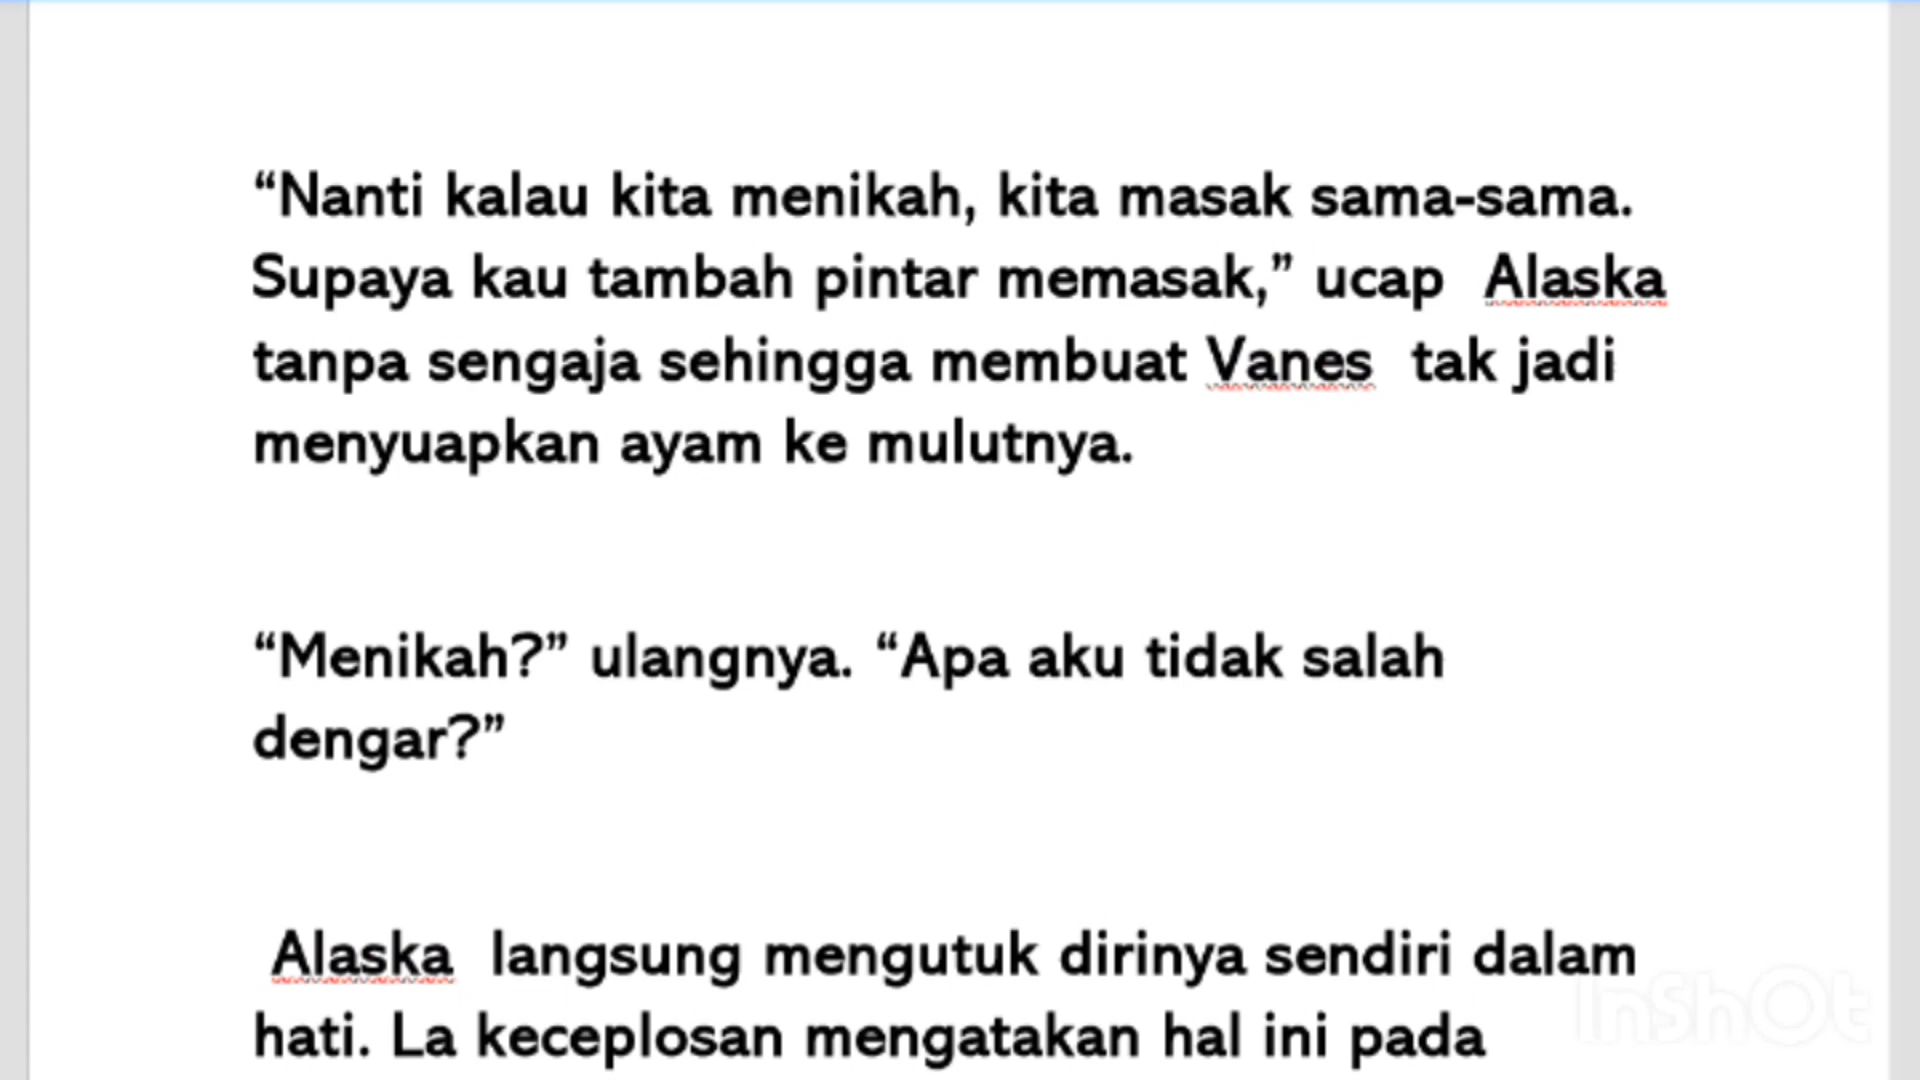 “Nanti kalau kita menikah, kita masak sama-sama.
Supaya kau tambah pintar memasak,” ucap Alaska
tanpa sengaja sehingga membuat Vanes tak jadi
menyuapkan ayam ke mulutnya.
“Menikah?” ulangnya. “Apa aku tidak salah
dengar?”
Alaska langsung mengutuk dirinya sendiri dalam
hati. La keceplosan mengatakan hal ini pada
InShOt